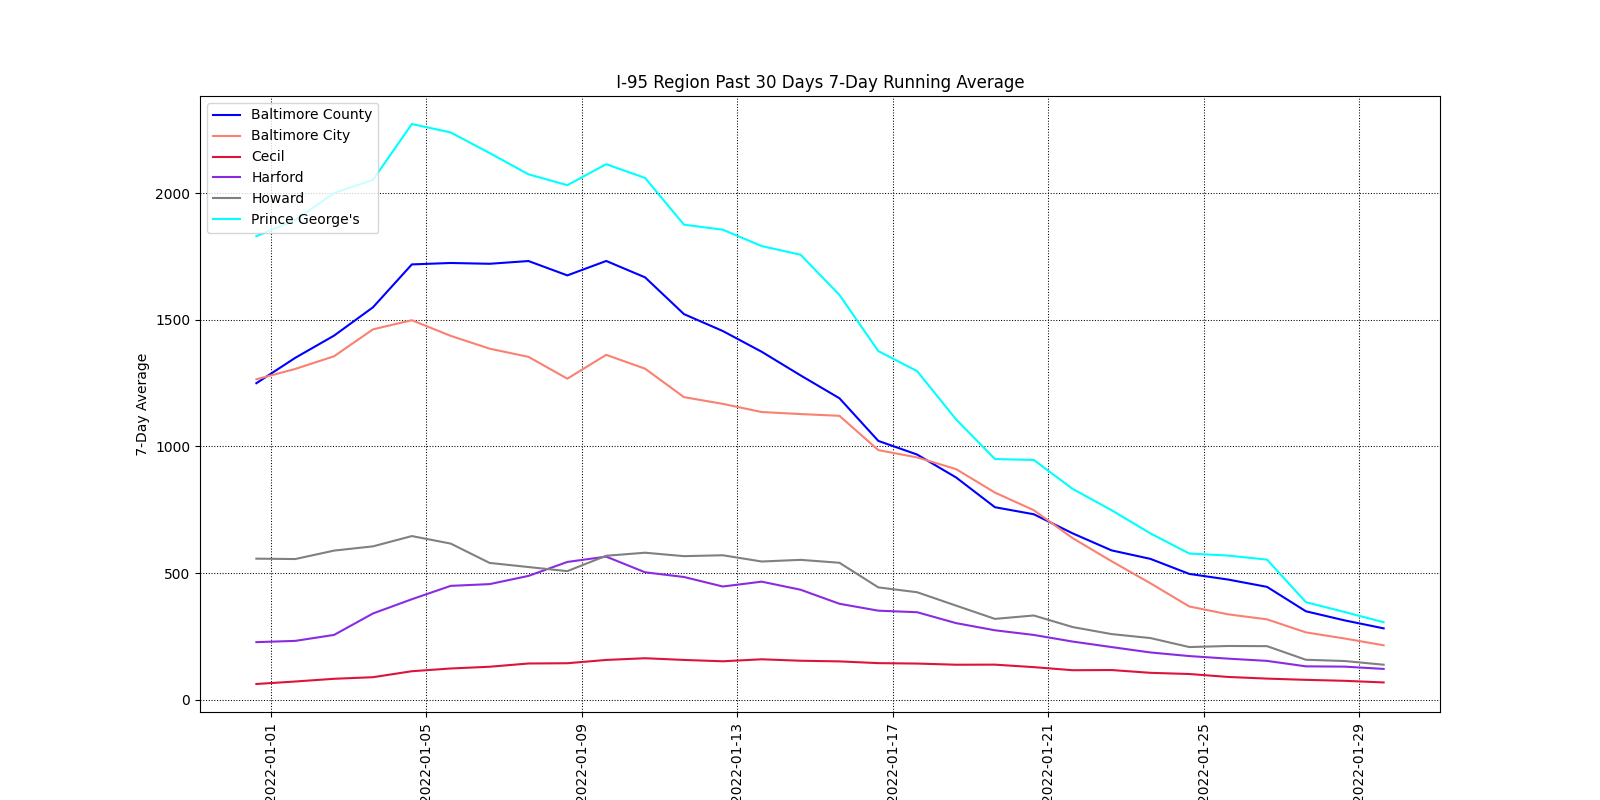 I-95 Region Past 30 Days 7-Day Running Average
Baltimore County
Baltimore City
Cecil
Harford
Howard
Prince George's
7-Day Average
2000
1500
1000
500
0
2022-01-01
2022-01-05
2022-01-09
2022-01-13
2022-01-17
2022-01-21
2022-01-25
2022-01-29